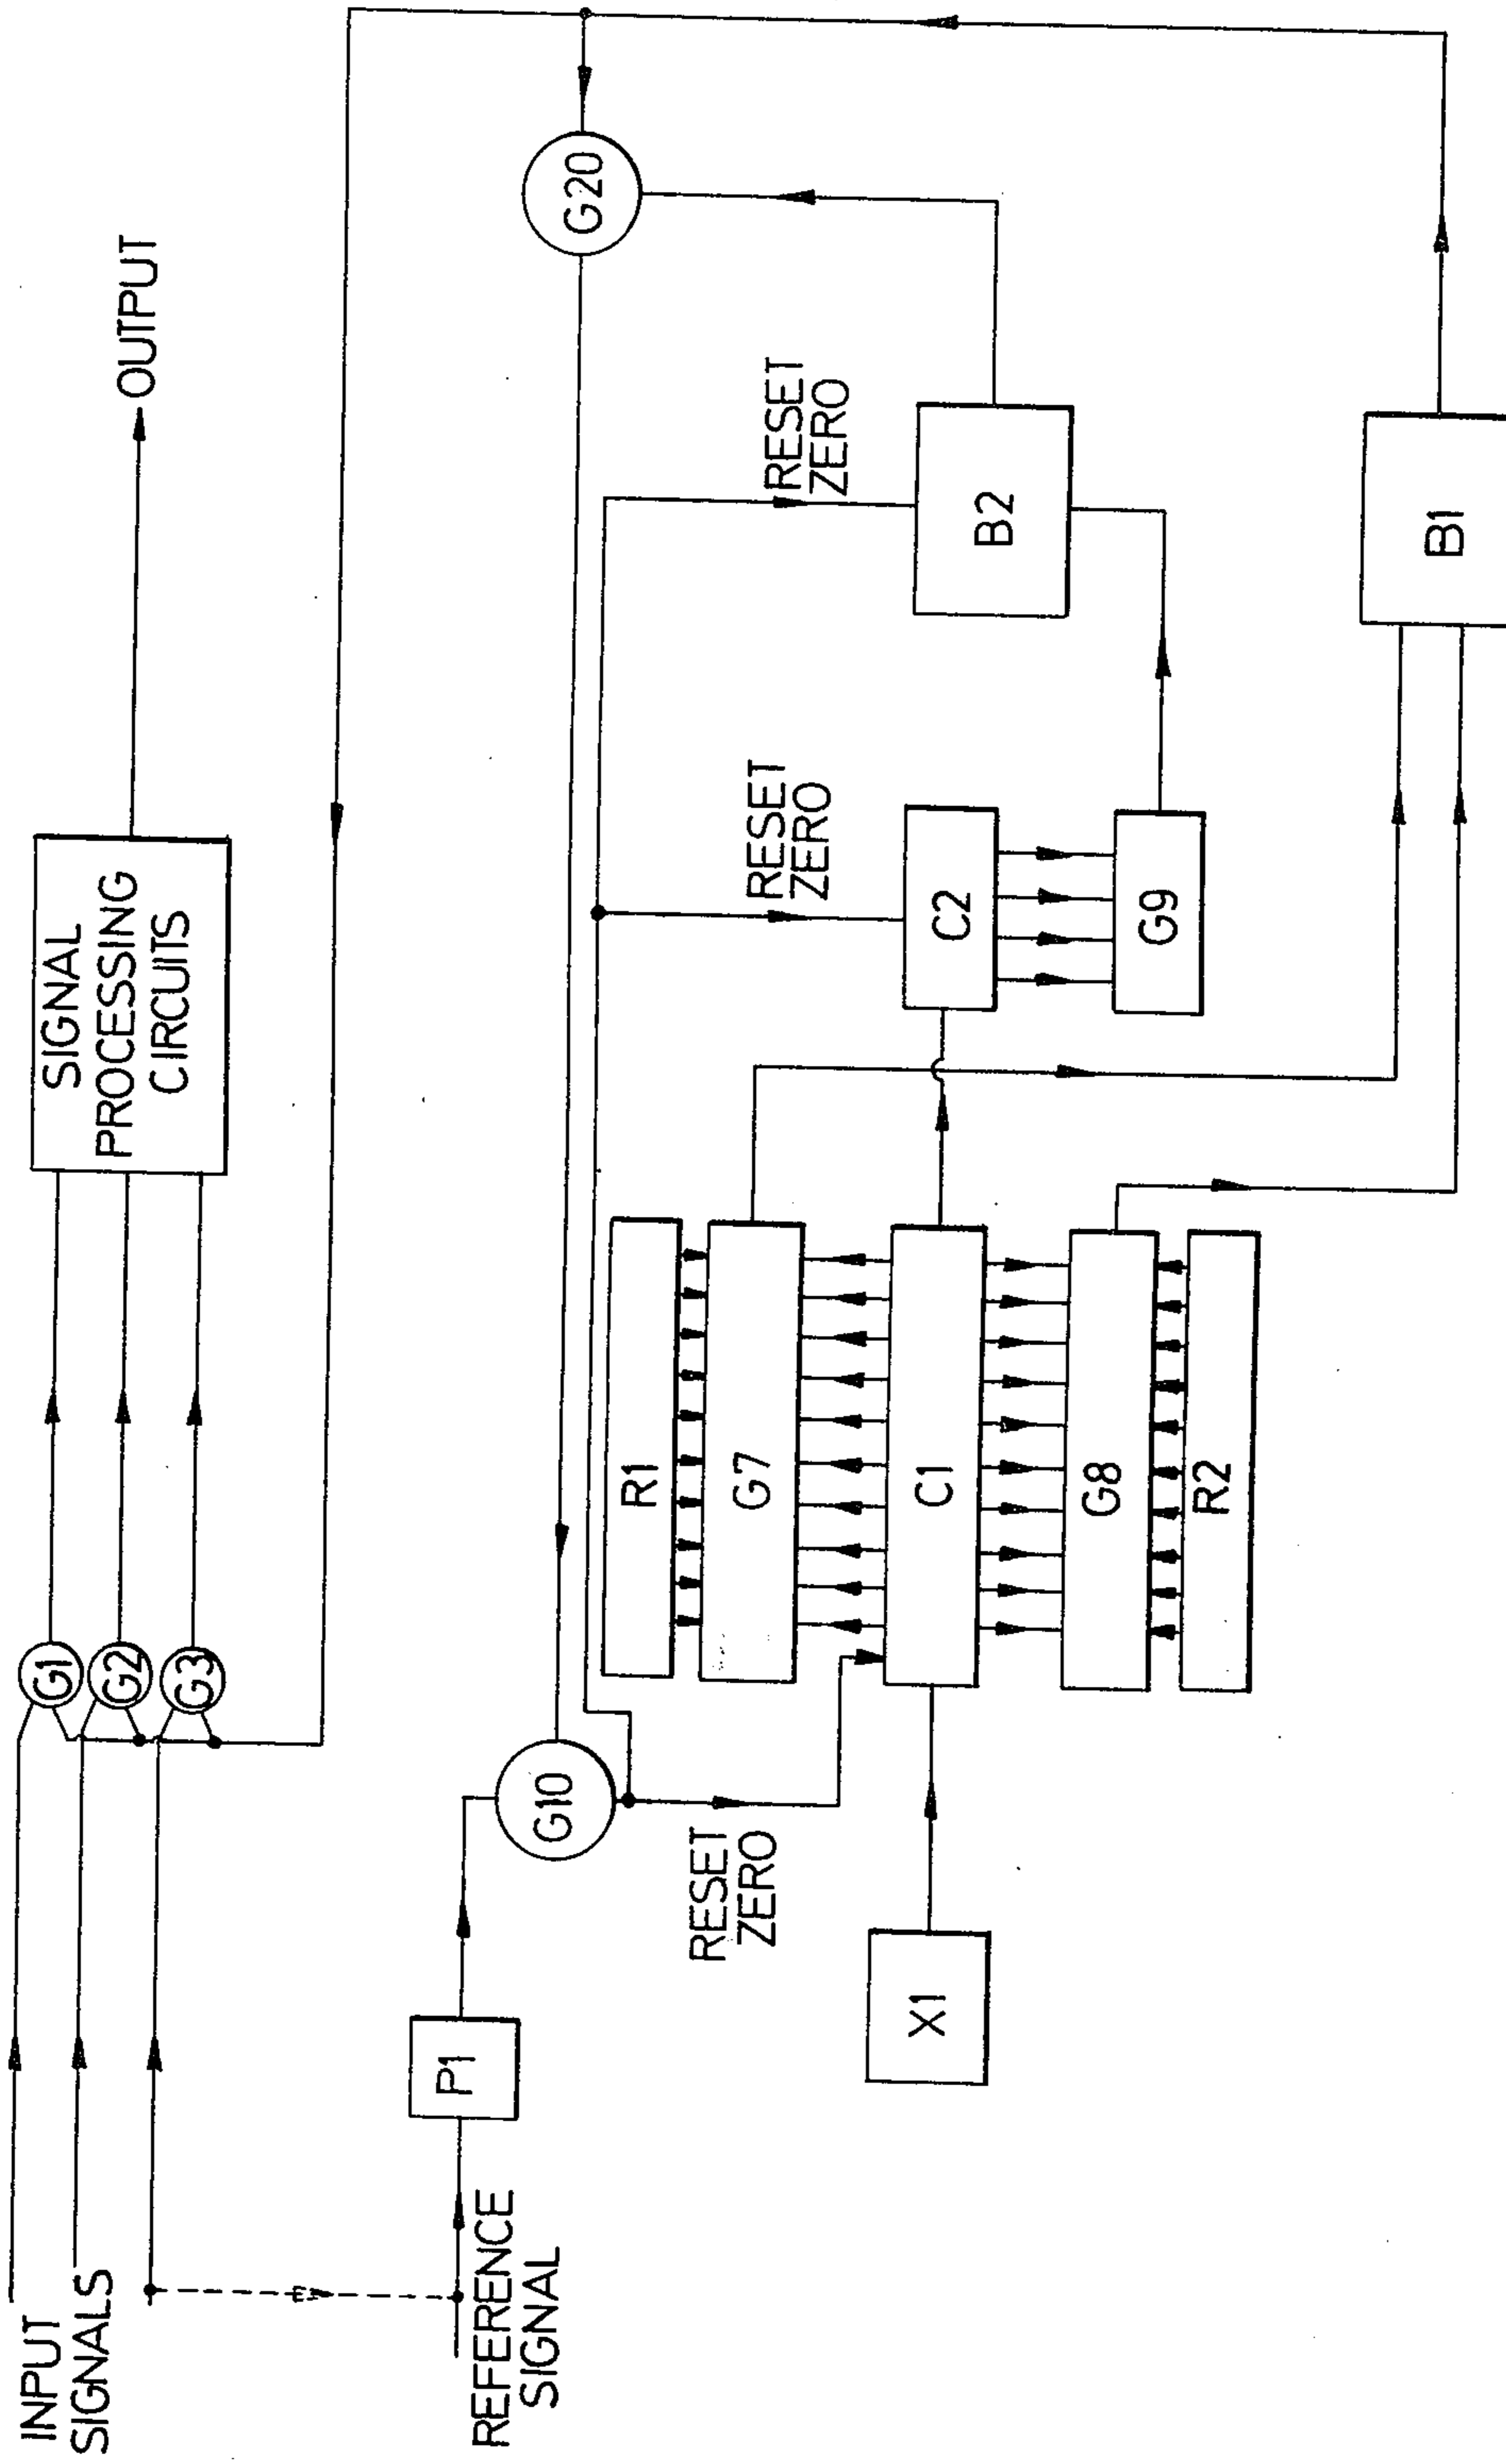 INPUT
SIGNALS
G1
G2
G3
SIGNAL
PROCESSING
CIRCUITS
OUTPUT
REFERENCE
SIGNAL
P1
G10
G20
RESET
ZERO
RESET
ZERO
RESET
ZERO
R1
G7
X1
C1
C2
B2
G8
G9
R2
B1